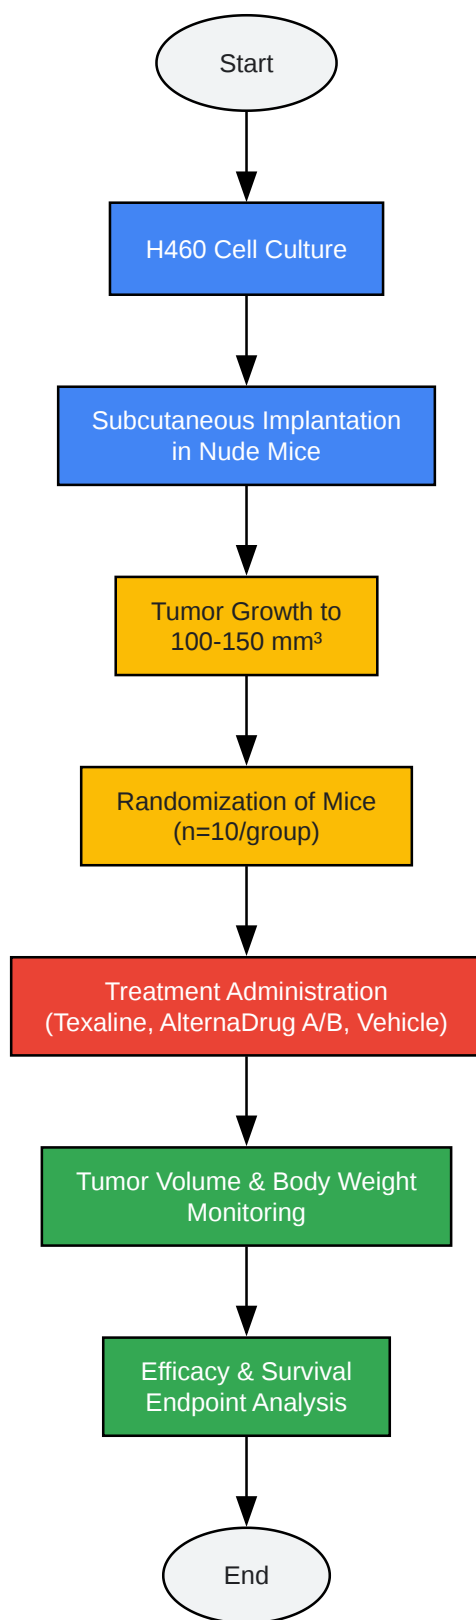 Start
H460 Cell Culture
Subcutaneous Implantation
in Nude Mice
Tumor Growth to
100-150 mm³
Randomization of Mice
(n=10/group)
Treatment Administration
(Texaline, AlternaDrug A/B, Vehicle)
Tumor Volume & Body Weight
Monitoring
Efficacy & Survival
Endpoint Analysis
End